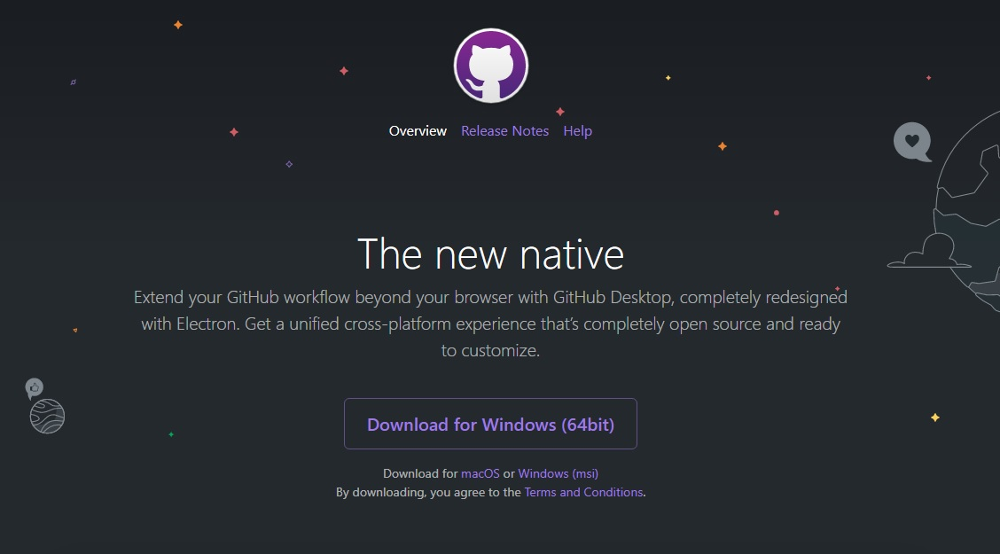 Overview Release Notes Help
The new native
Extend your GitHub workflow beyond your browser with GitHub Desktop, completely redesigned
with Electron. Get a unified cross-platform experience that's completely open source and ready
to customize.
Download for Windows (64bit)
Download for macOS or Windows (msi)
By downloading, you agree to the Terms and Conditions.